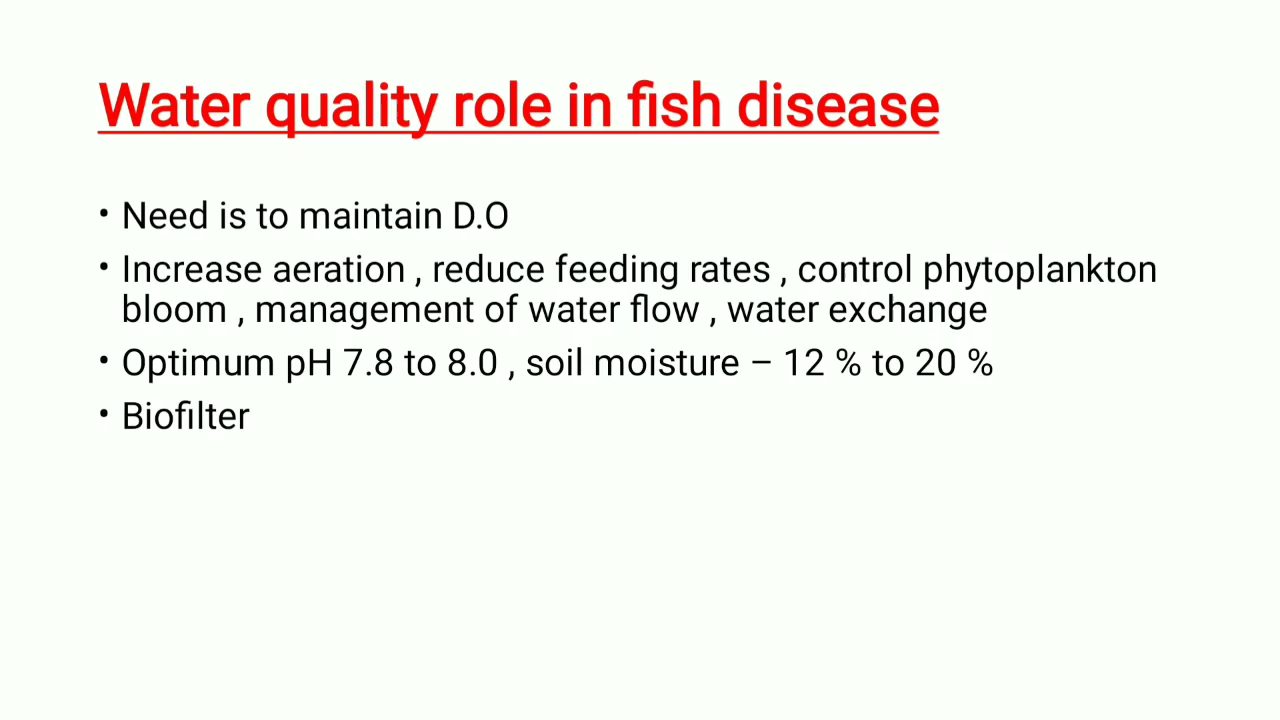 Water quality role in fish disease
• Need is to maintain D.O
• Increase aeration , reduce feeding rates , control phytoplankton
bloom , management of water flow , water exchange
• Optimum pH 7.8 to 8.0 , soil moisture – 12 % to 20 %
• Biofilter